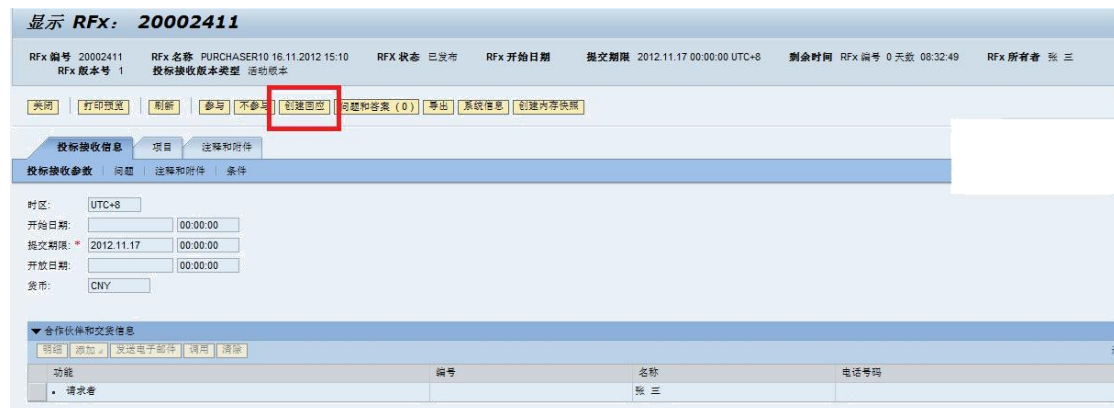 显示 RFx： 20002411
RFx 编号 20002411 RFx 名称 PURCHASER10 16.11.2012 15:10 RFX 状态 已发布 RFx 开始日期 提交期限 2012.11.17 00:00:00 UTC+8 剩余时间 RFx 编号 0 天数 08:32:49 RFx 所有者 张 三
RFx 版本号 1 投标接收版本类型 活动版本
关闭 打印预览 刷新 参与 不参与 创建回应 问题和答案 (0) 导出 系统信息 创建内存快照
投标接收信息 项目 注释和附件
投标接收参数 问题 注释和附件 条件
时区: UTC+8
开始日期: 00:00:00
提交期限: * 2012.11.17 00:00:00
开放日期: 00:00:00
货币: CNY
合作伙伴和交货信息
明细 添加 发送电子邮件 调用 清除
功能 编号 名称 电话号码
请求者 张 三